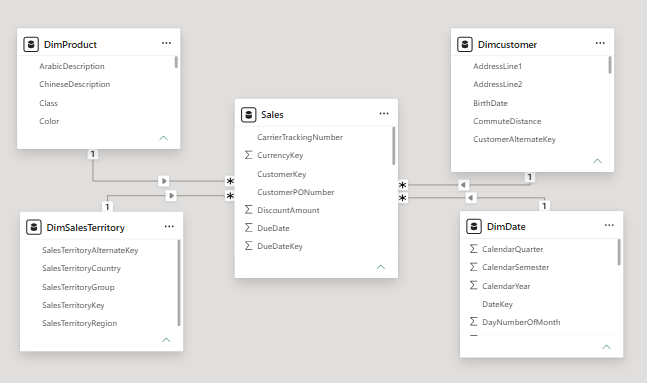 DimProduct
ArabicDescription
ChineseDescription
Class
Color
1
Dimcustomer
AddressLine1
AddressLine2
BirthDate
CommuteDistance
CustomerAlternateKey
1
Sales
CarrierTrackingNumber
Σ CurrencyKey
CustomerKey
CustomerPONumber
Σ DiscountAmount
Σ DueDate
Σ DueDateKey
*
*
*
*
1
DimSalesTerritory
SalesTerritoryAlternateKey
SalesTerritoryCountry
SalesTerritoryGroup
SalesTerritoryKey
SalesTerritoryRegion
1
DimDate
Σ CalendarQuarter
Σ CalendarSemester
Σ CalendarYear
DateKey
Σ DayNumberOfMonth